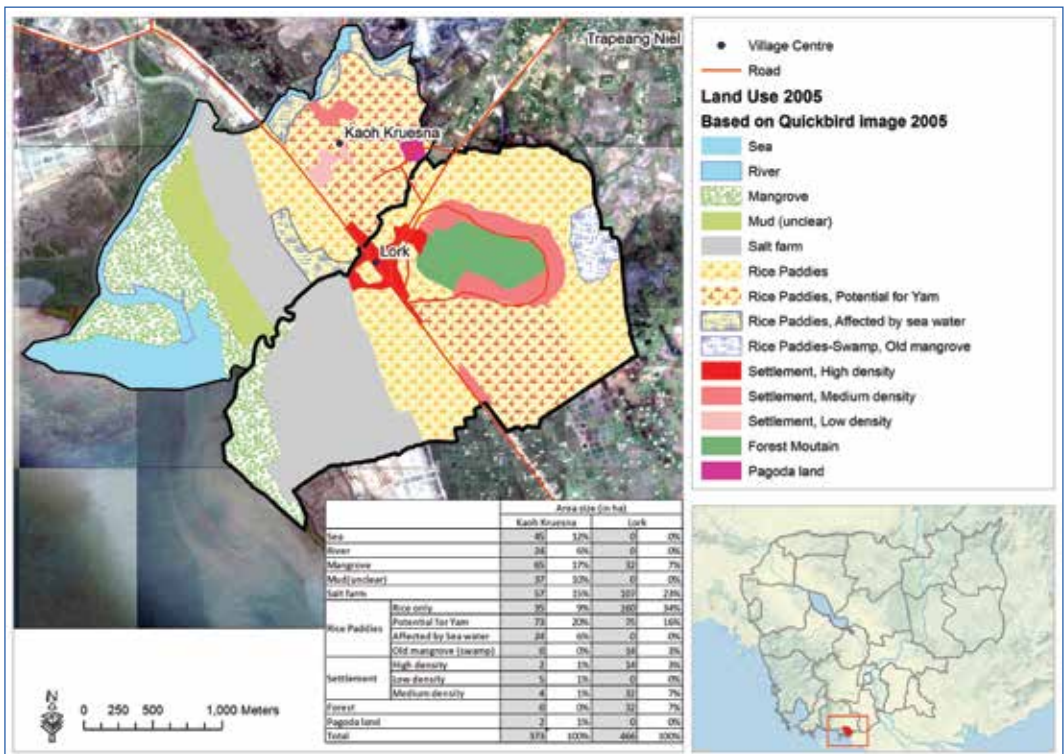 Trapeang Niel
Kaoh Kruesna
Lork
Village Centre
Road
Land Use 2005
Based on Quickbird image 2005
Sea
River
Mangrove
Mud (unclear)
Salt farm
Rice Paddies
Rice Paddies, Potential for Yam
Rice Paddies, Affected by sea water
Rice Paddies-Swamp, Old mangrove
Settlement, High density
Settlement, Medium density
Settlement, Low density
Forest Moutain
Pagoda land
Area size (in ha)
Kaoh Kruesna Lork
Sea 45 12% 0 0%
River 24 6% 0 0%
Mangrove 65 17% 32 7%
Mud(unclear) 37 10% 0 0%
Salt farm 57 15% 107 23%
Rice Paddies
Rice only 35 9% 160 34%
Potential for Yam 73 20% 75 16%
Affected by Sea water 24 6% 0 0%
Old mangrove (swamp) 0 0% 14 3%
Settlement
High density 2 1% 14 3%
Low density 5 1% 0 0%
Medium density 4 1% 32 7%
Forest 0 0% 32 7%
Pagoda land 2 1% 0 0%
Total 373 100% 466 100%
N
0 250 500 1,000 Meters